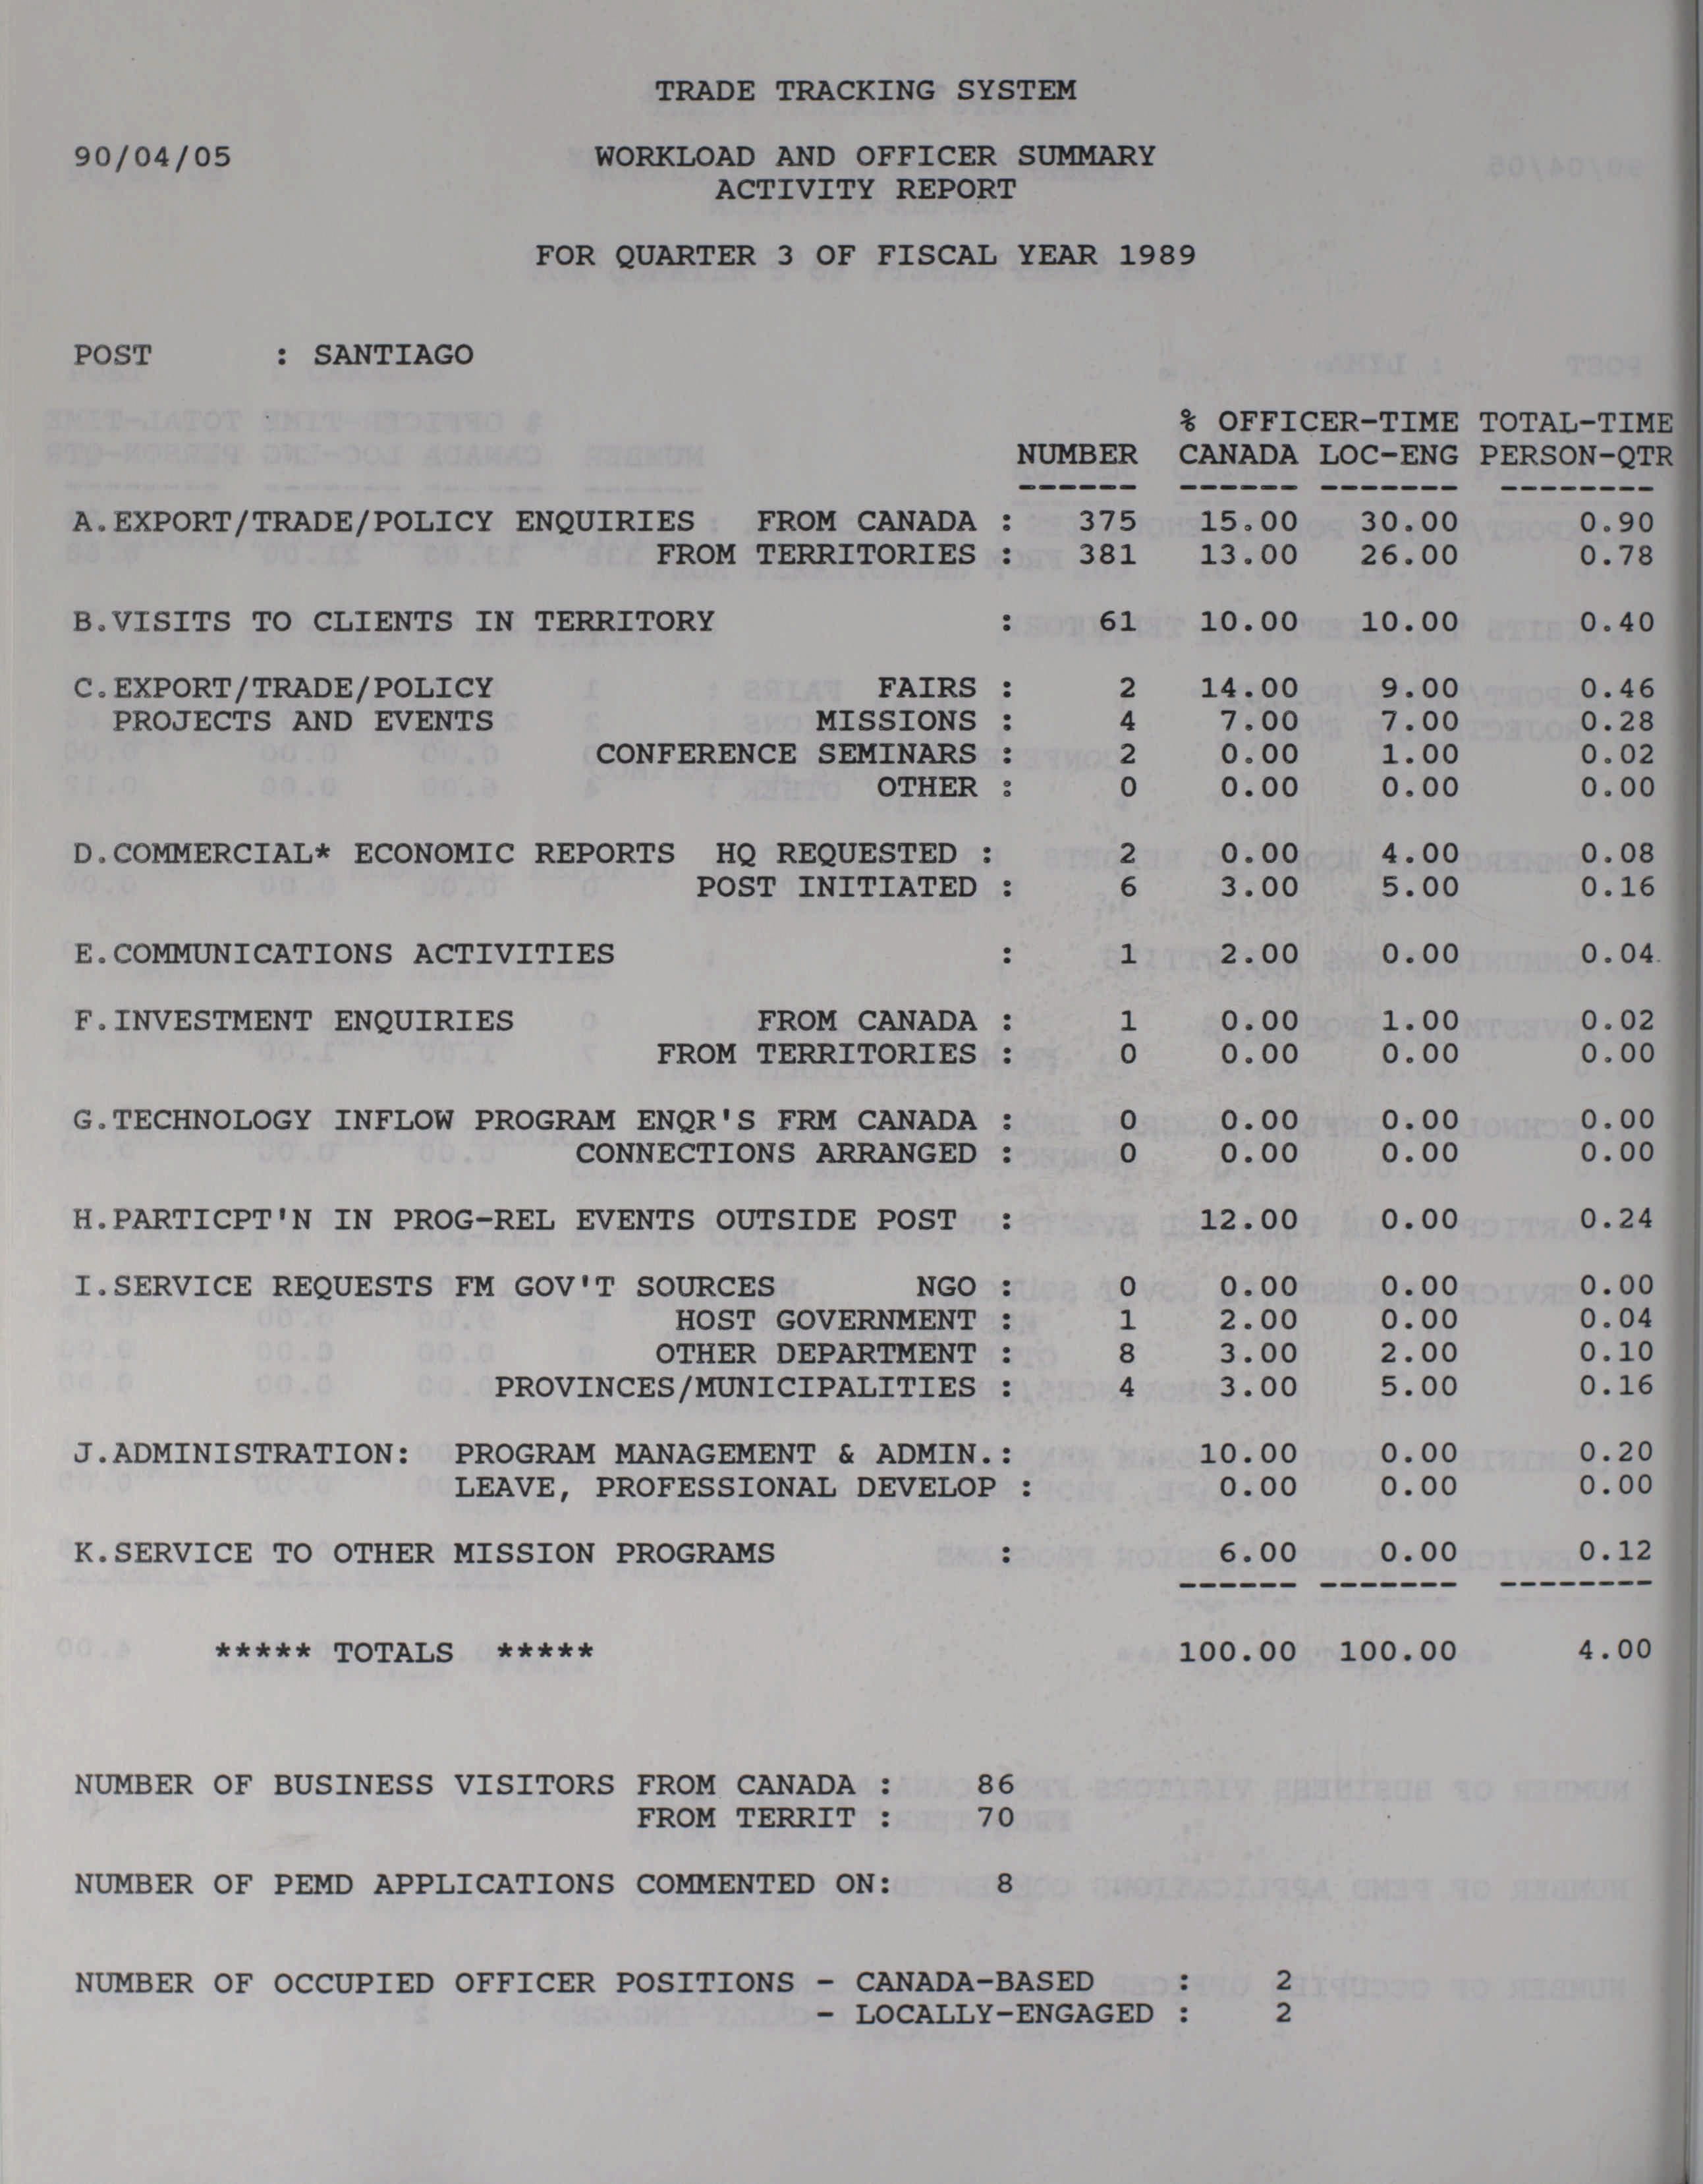 TRADE TRACKING SYSTEM
90/04/05 WORKLOAD AND OFFICER SUMMARY
ACTIVITY REPORT
FOR QUARTER 3 OF FISCAL YEAR 1989
POST : SANTIAGO
% OFFICER-TIME TOTAL-TIME
NUMBER CANADA LOC-ENG PERSON-QTR
------ ------ ------- --------
A.EXPORT/TRADE/POLICY ENQUIRIES FROM CANADA : 375 15.00 30.00 0.90
FROM TERRITORIES : 381 13.00 26.00 0.78
B.VISITS TO CLIENTS IN TERRITORY : 61 10.00 10.00 0.40
C.EXPORT/TRADE/POLICY FAIRS : 2 14.00 9.00 0.46
PROJECTS AND EVENTS MISSIONS : 4 7.00 7.00 0.28
CONFERENCE SEMINARS : 2 0.00 1.00 0.02
OTHER : 0 0.00 0.00 0.00
D.COMMERCIAL* ECONOMIC REPORTS HQ REQUESTED : 2 0.00 4.00 0.08
POST INITIATED : 6 3.00 5.00 0.16
E.COMMUNICATIONS ACTIVITIES : 1 2.00 0.00 0.04
F.INVESTMENT ENQUIRIES FROM CANADA : 1 0.00 1.00 0.02
FROM TERRITORIES : 0 0.00 0.00 0.00
G.TECHNOLOGY INFLOW PROGRAM ENQR'S FRM CANADA : 0 0.00 0.00 0.00
CONNECTIONS ARRANGED : 0 0.00 0.00 0.00
H.PARTICPT'N IN PROG-REL EVENTS OUTSIDE POST : 12.00 0.00 0.24
I.SERVICE REQUESTS FM GOV'T SOURCES NGO : 0 0.00 0.00 0.00
HOST GOVERNMENT : 1 2.00 0.00 0.04
OTHER DEPARTMENT : 8 3.00 2.00 0.10
PROVINCES/MUNICIPALITIES : 4 3.00 5.00 0.16
J.ADMINISTRATION: PROGRAM MANAGEMENT & ADMIN.: 10.00 0.00 0.20
LEAVE, PROFESSIONAL DEVELOP : 0.00 0.00 0.00
K.SERVICE TO OTHER MISSION PROGRAMS : 6.00 0.00 0.12
------ ------- --------
***** TOTALS ***** 100.00 100.00 4.00
NUMBER OF BUSINESS VISITORS FROM CANADA : 86
FROM TERRIT : 70
NUMBER OF PEMD APPLICATIONS COMMENTED ON: 8
NUMBER OF OCCUPIED OFFICER POSITIONS - CANADA-BASED : 2
- LOCALLY-ENGAGED : 2